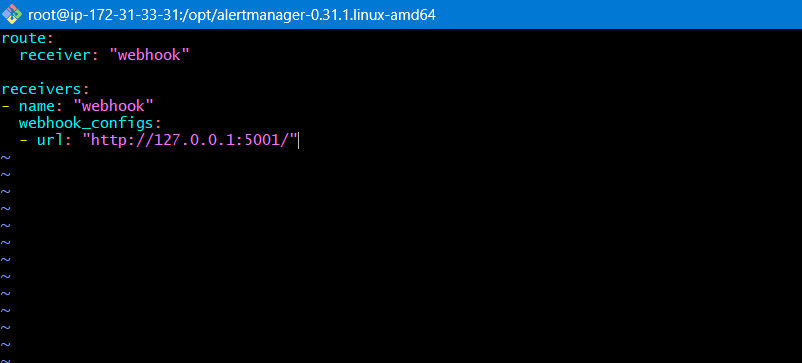 root@ip-172-31-33-31:/opt/alertmanager-0.31.1.linux-amd64
route:
  receiver: "webhook"

receivers:
- name: "webhook"
  webhook_configs:
  - url: "http://127.0.0.1:5001/"
~
~
~
~
~
~
~
~
~
~
~
~
~